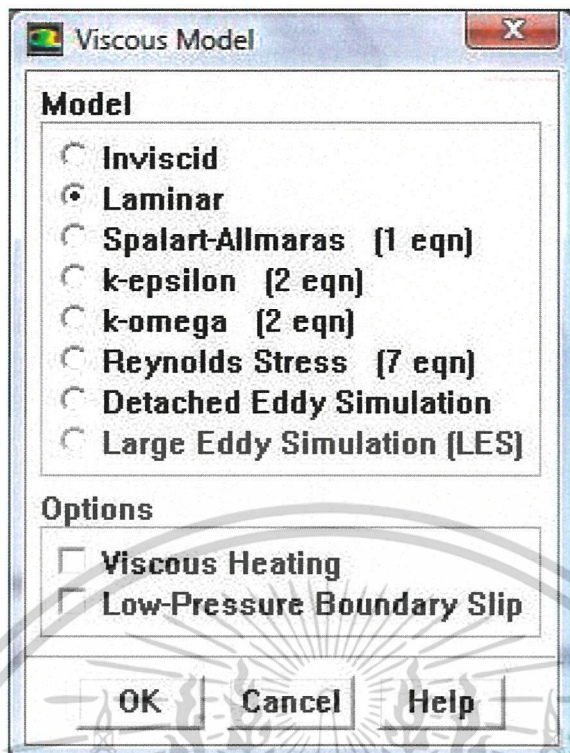 Viscous Model
Model
Inviscid
Laminar
Spalart-Allmaras (1 eqn)
k-epsilon (2 eqn)
k-omega (2 eqn)
Reynolds Stress (7 eqn)
Detached Eddy Simulation
Large Eddy Simulation (LES)
Options
Viscous Heating
Low-Pressure Boundary Slip
OK Cancel Help